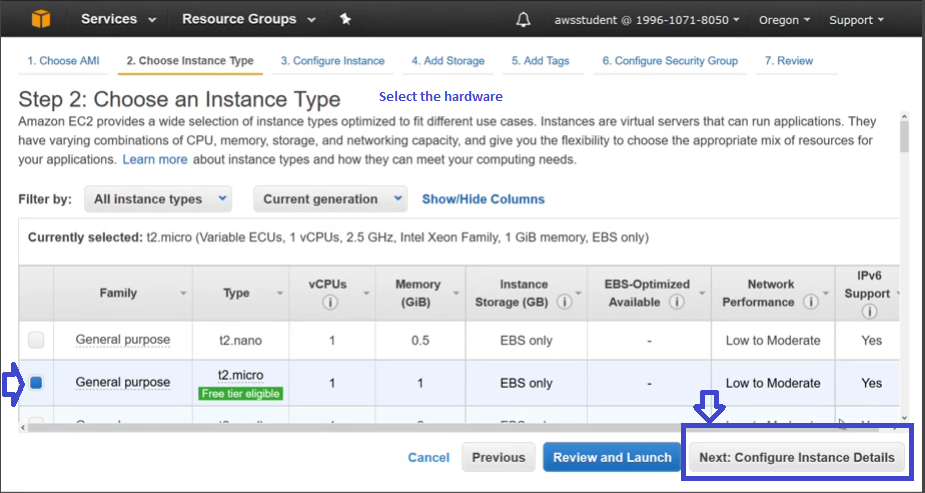 Services Resource Groups awsstudent @ 1996-1071-8050 Oregon Support
1. Choose AMI 2. Choose Instance Type 3. Configure Instance 4. Add Storage 5. Add Tags 6. Configure Security Group 7. Review
Step 2: Choose an Instance Type Select the hardware
Amazon EC2 provides a wide selection of instance types optimized to fit different use cases. Instances are virtual servers that can run applications. They
have varying combinations of CPU, memory, storage, and networking capacity, and give you the flexibility to choose the appropriate mix of resources for
your applications. Learn more about instance types and how they can meet your computing needs.
Filter by: All instance types Current generation Show/Hide Columns
Currently selected: t2.micro (Variable ECUs, 1 vCPUs, 2.5 GHz, Intel Xeon Family, 1 GiB memory, EBS only)
Family Type vCPUs Memory (GiB) Instance Storage (GB) EBS-Optimized Available Network Performance IPv6 Support
General purpose t2.nano 1 0.5 EBS only - Low to Moderate Yes
General purpose t2.micro 1 1 EBS only - Low to Moderate Yes
Free tier eligible
Cancel Previous Review and Launch Next: Configure Instance Details